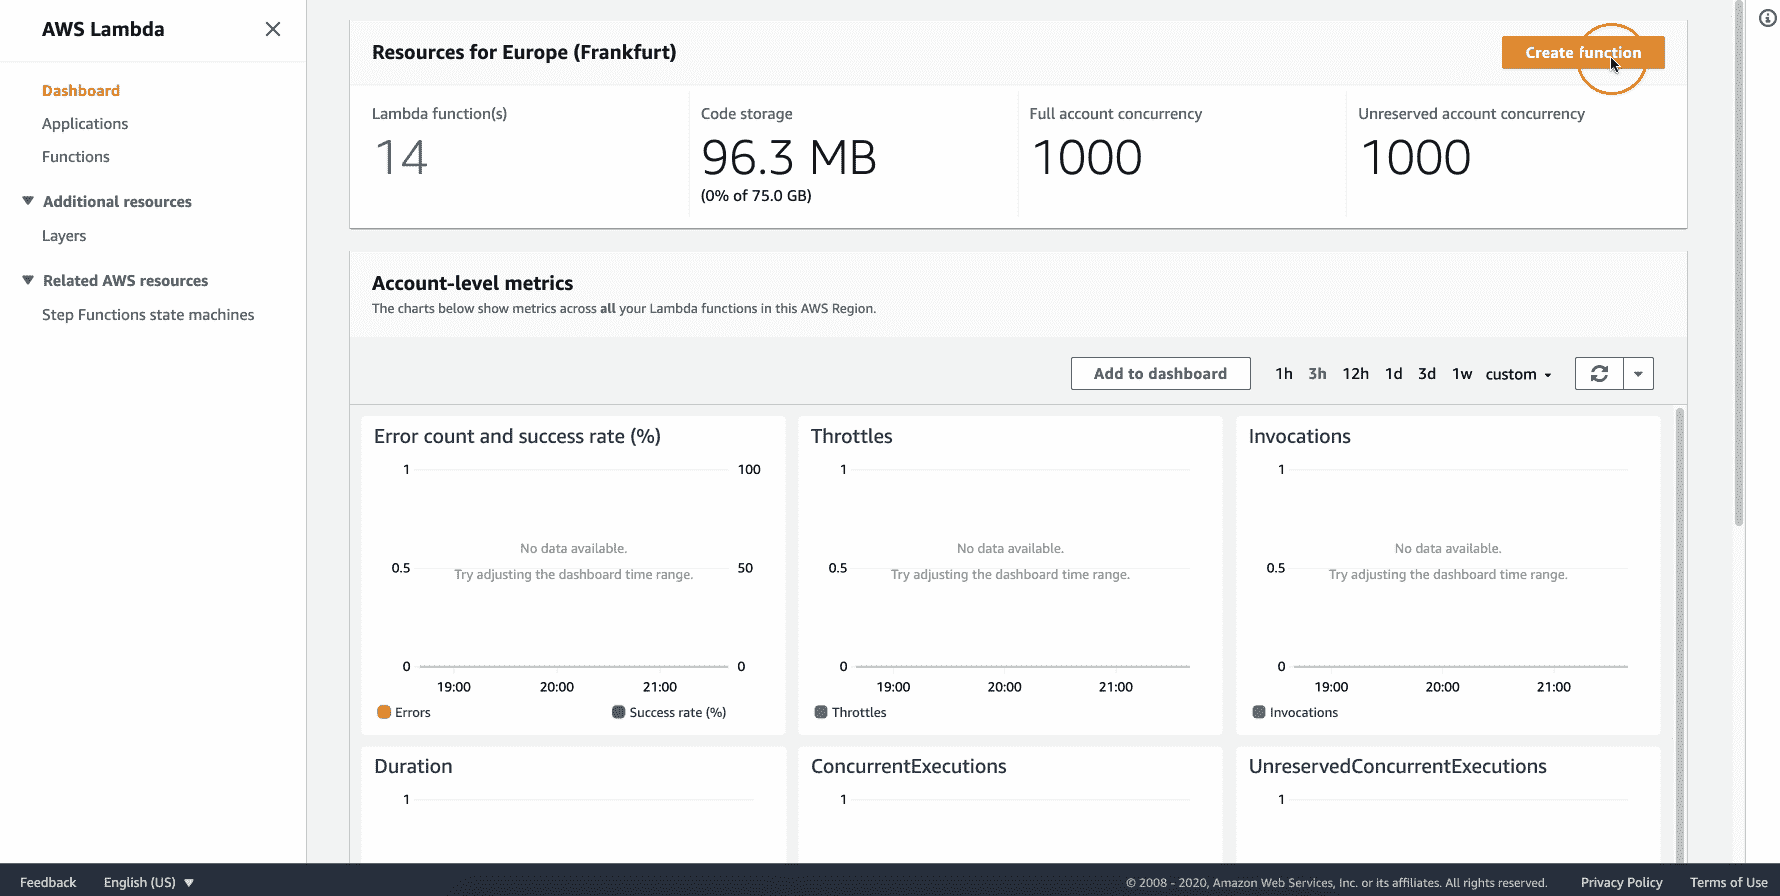 AWS Lambda
Dashboard
Applications
Functions
Additional resources
Layers
Related AWS resources
Step Functions state machines
Resources for Europe (Frankfurt)
Create function
Lambda function(s)
14
Code storage
96.3 MB
(0% of 75.0 GB)
Full account concurrency
1000
Unreserved account concurrency
1000
Account-level metrics
The charts below show metrics across all your Lambda functions in this AWS Region.
Add to dashboard 1h 3h 12h 1d 3d 1w custom
Error count and success rate (%)
1 100
No data available.
0.5 Try adjusting the dashboard time range. 50
0 0
19:00 20:00 21:00
Errors Success rate (%)
Throttles
1
No data available.
0.5 Try adjusting the dashboard time range.
0
19:00 20:00 21:00
Throttles
Invocations
1
No data available.
0.5 Try adjusting the dashboard time range.
0
19:00 20:00 21:00
Invocations
Duration
1
ConcurrentExecutions
1
UnreservedConcurrentExecutions
1
Feedback English (US) © 2008 - 2020, Amazon Web Services, Inc. or its affiliates. All rights reserved. Privacy Policy Terms of Use